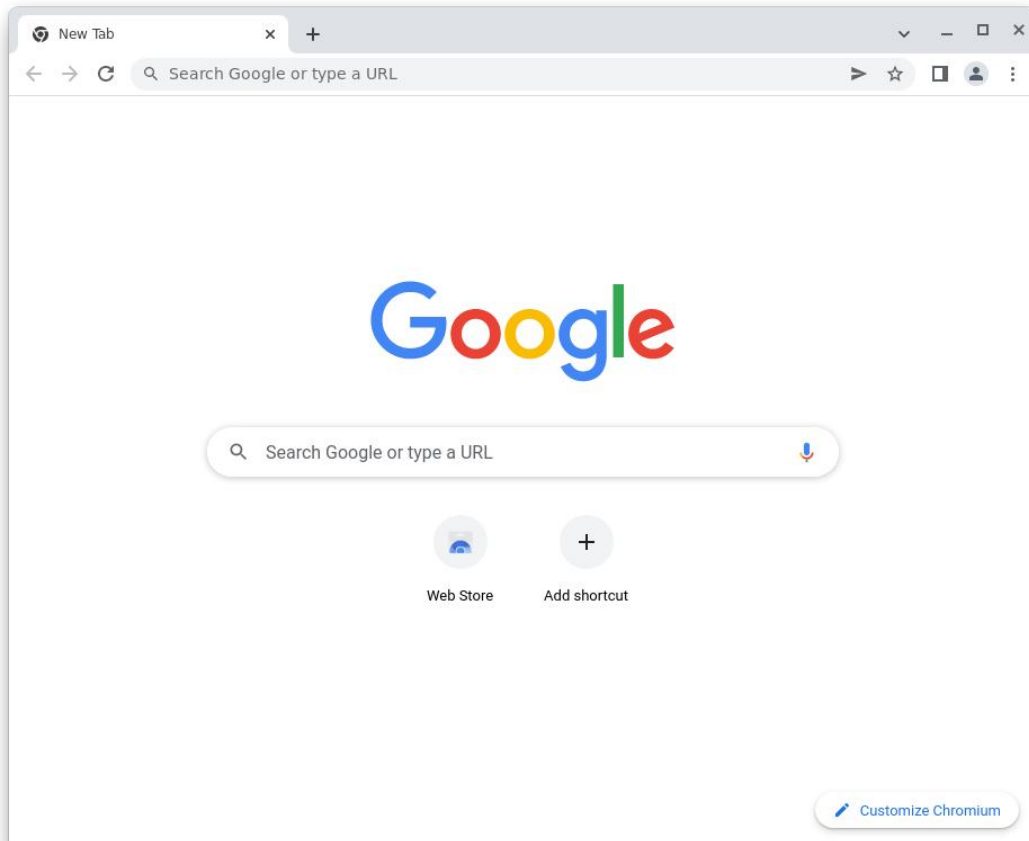 New Tab
Search Google or type a URL
Google
Search Google or type a URL
Web Store Add shortcut
Customize Chromium